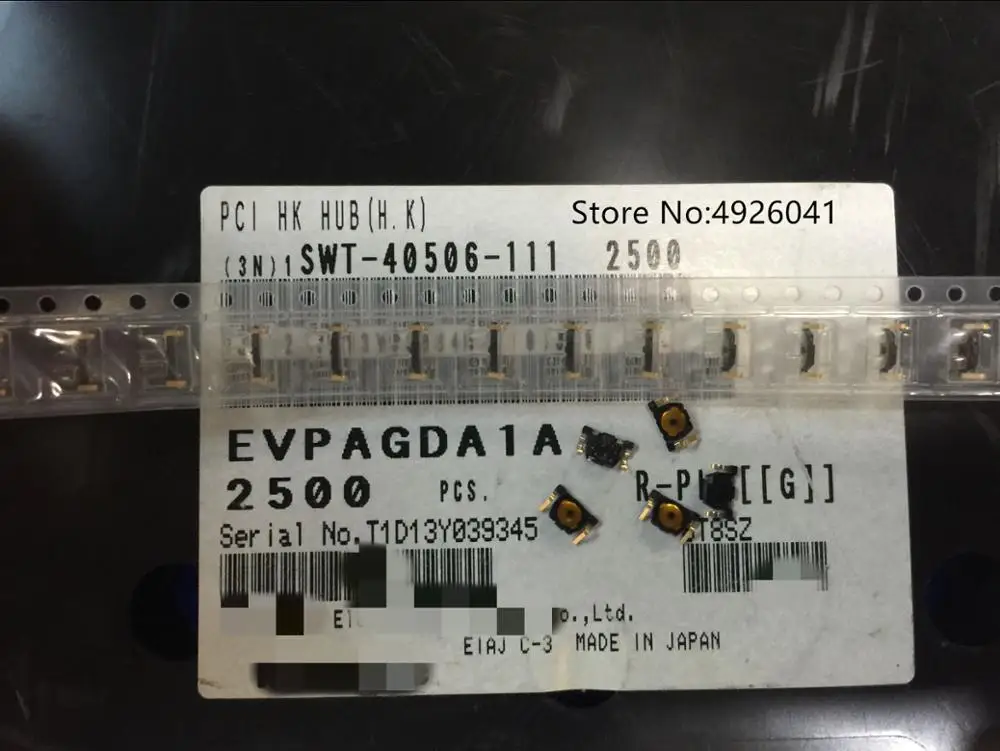 PCI HK HUB(H.K)
Store No:4926041
(3N)1 SWT-40506-111 2500
EVPAGDA1A
2500 PCS. [[G]]
Serial No.T1D13Y039345 T8SZ
EIAJ C-3 MADE IN JAPAN